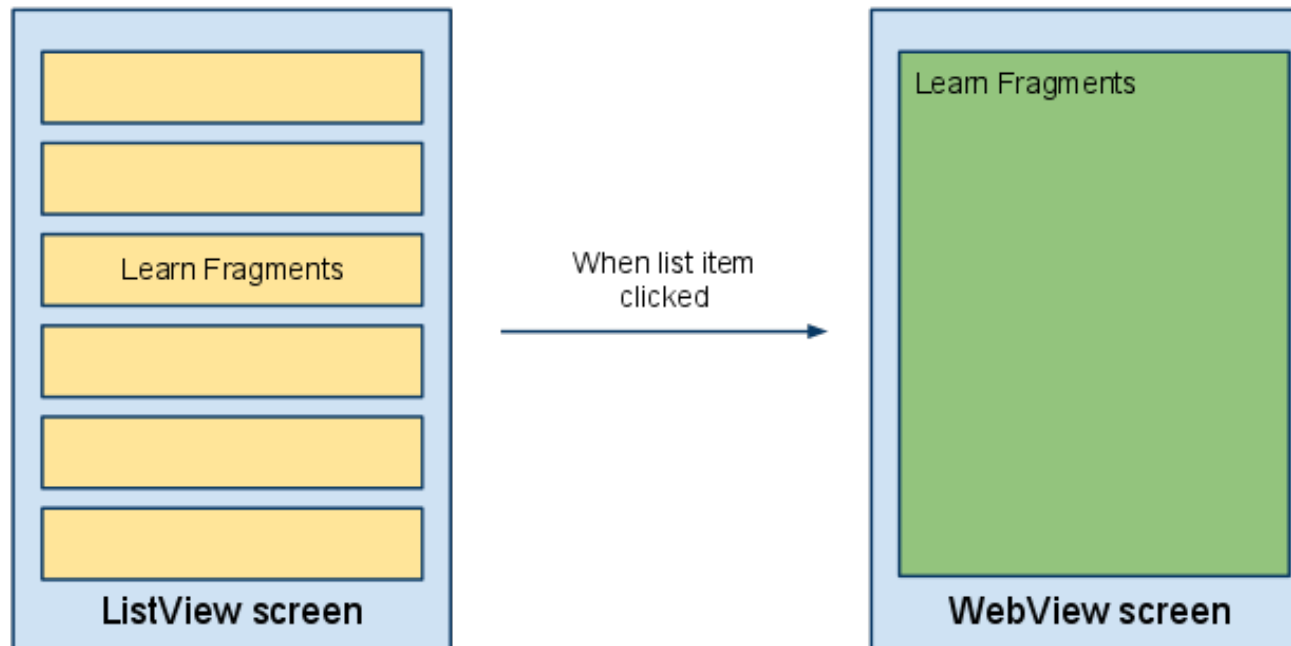 Learn Fragments
ListView screen
When list item
clicked
Learn Fragments
WebView screen